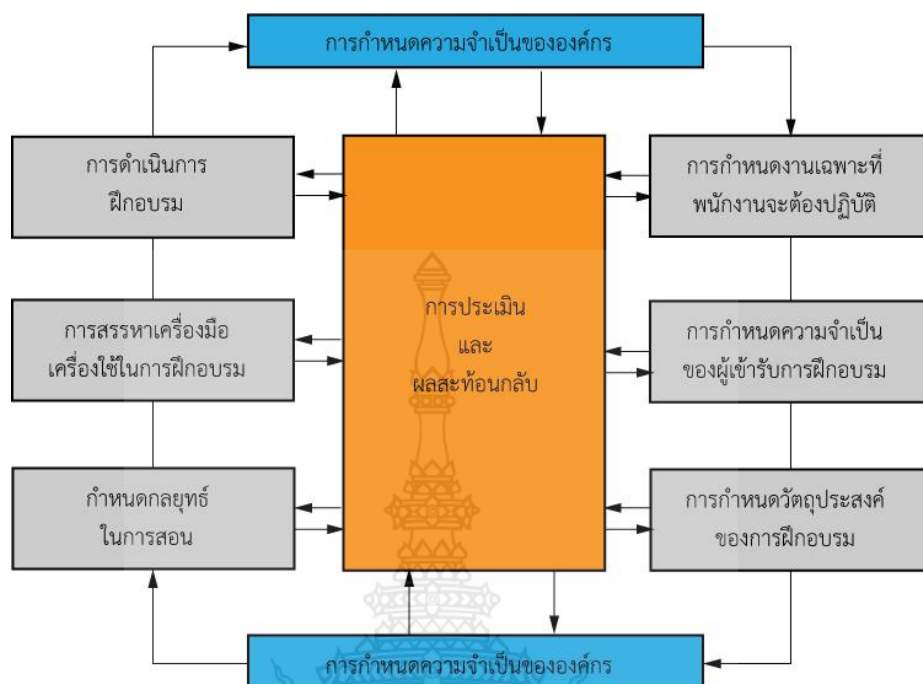 การกำหนดความจำเป็นขององค์กร
การดำเนินการ
ฝึกอบรม
การกำหนดงานเฉพาะที่
พนักงานจะต้องปฏิบัติ
การสรรหาเครื่องมือ
เครื่องใช้ในการฝึกอบรม
การประเมิน
และ
ผลสะท้อนกลับ
การกำหนดความจำเป็น
ของผู้เข้ารับการฝึกอบรม
กำหนดกลยุทธ์
ในการสอน
การกำหนดวัตถุประสงค์
ของการฝึกอบรม
การกำหนดความจำเป็นขององค์กร